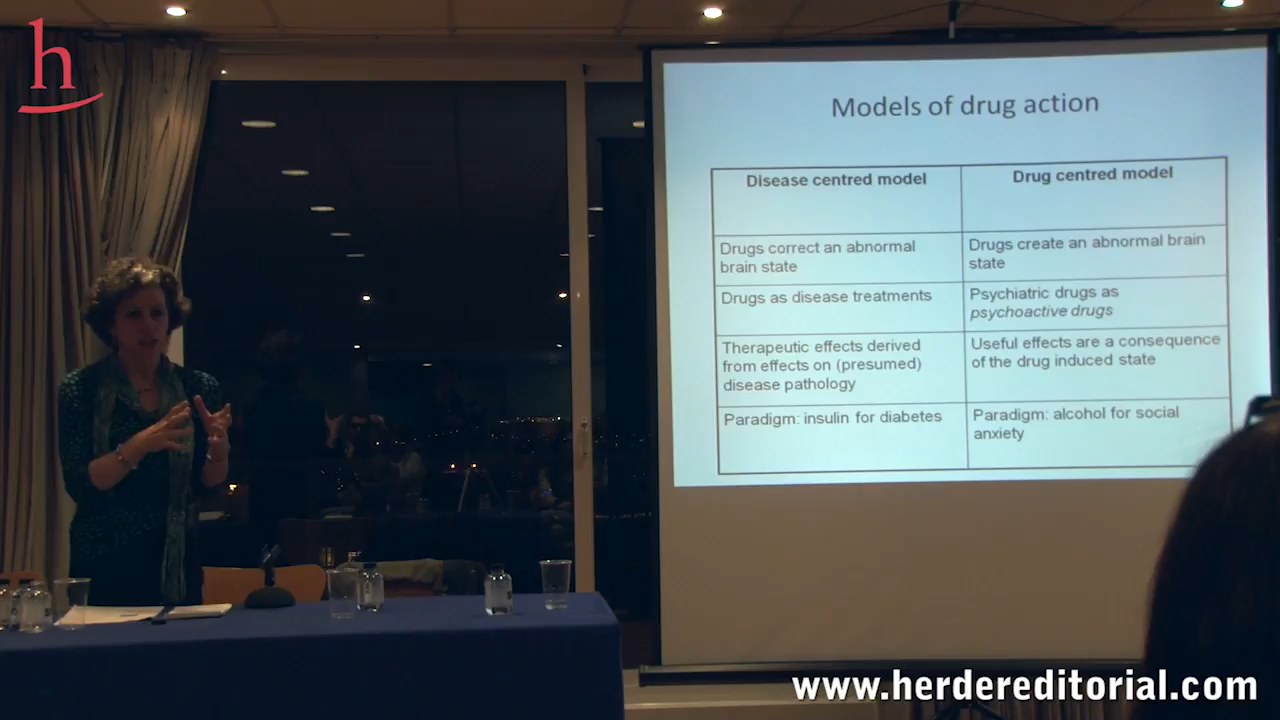 h
Models of drug action
Disease centred model
Drug centred model
Drugs correct an abnormal
brain state
Drugs create an abnormal brain
state
Drugs as disease treatments
Psychiatric drugs as
psychoactive drugs
Therapeutic effects derived
from effects on (presumed)
disease pathology
Useful effects are a consequence
of the drug induced state
Paradigm: insulin for diabetes
Paradigm: alcohol for social
anxiety
www.herdereditorial.com